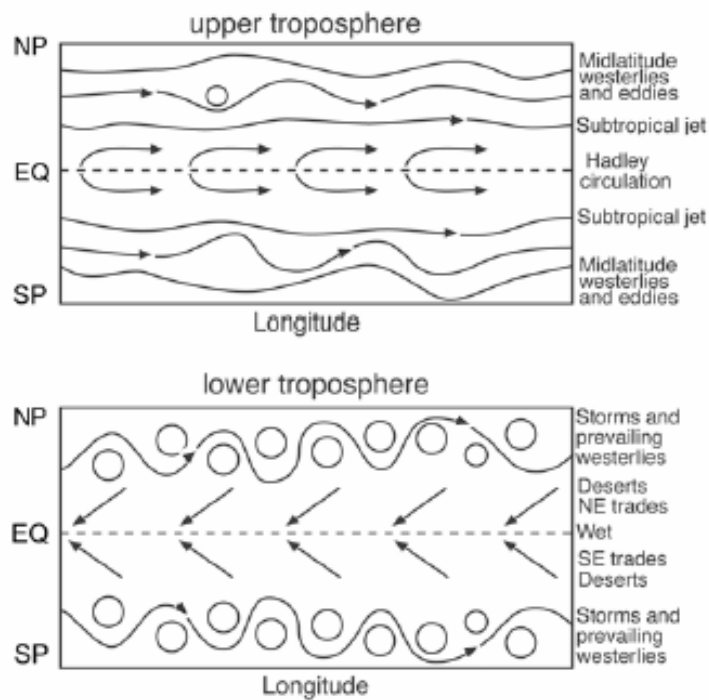 upper troposphere
NP
Midlatitude
westerlies
and eddies
Subtropical jet
EQ
Hadley
circulation
Subtropical jet
Midlatitude
westerlies
and eddies
SP
Longitude
lower troposphere
NP
Storms and
prevailing
westerlies
Deserts
NE trades
EQ
Wet
SE trades
Deserts
Storms and
prevailing
westerlies
SP
Longitude